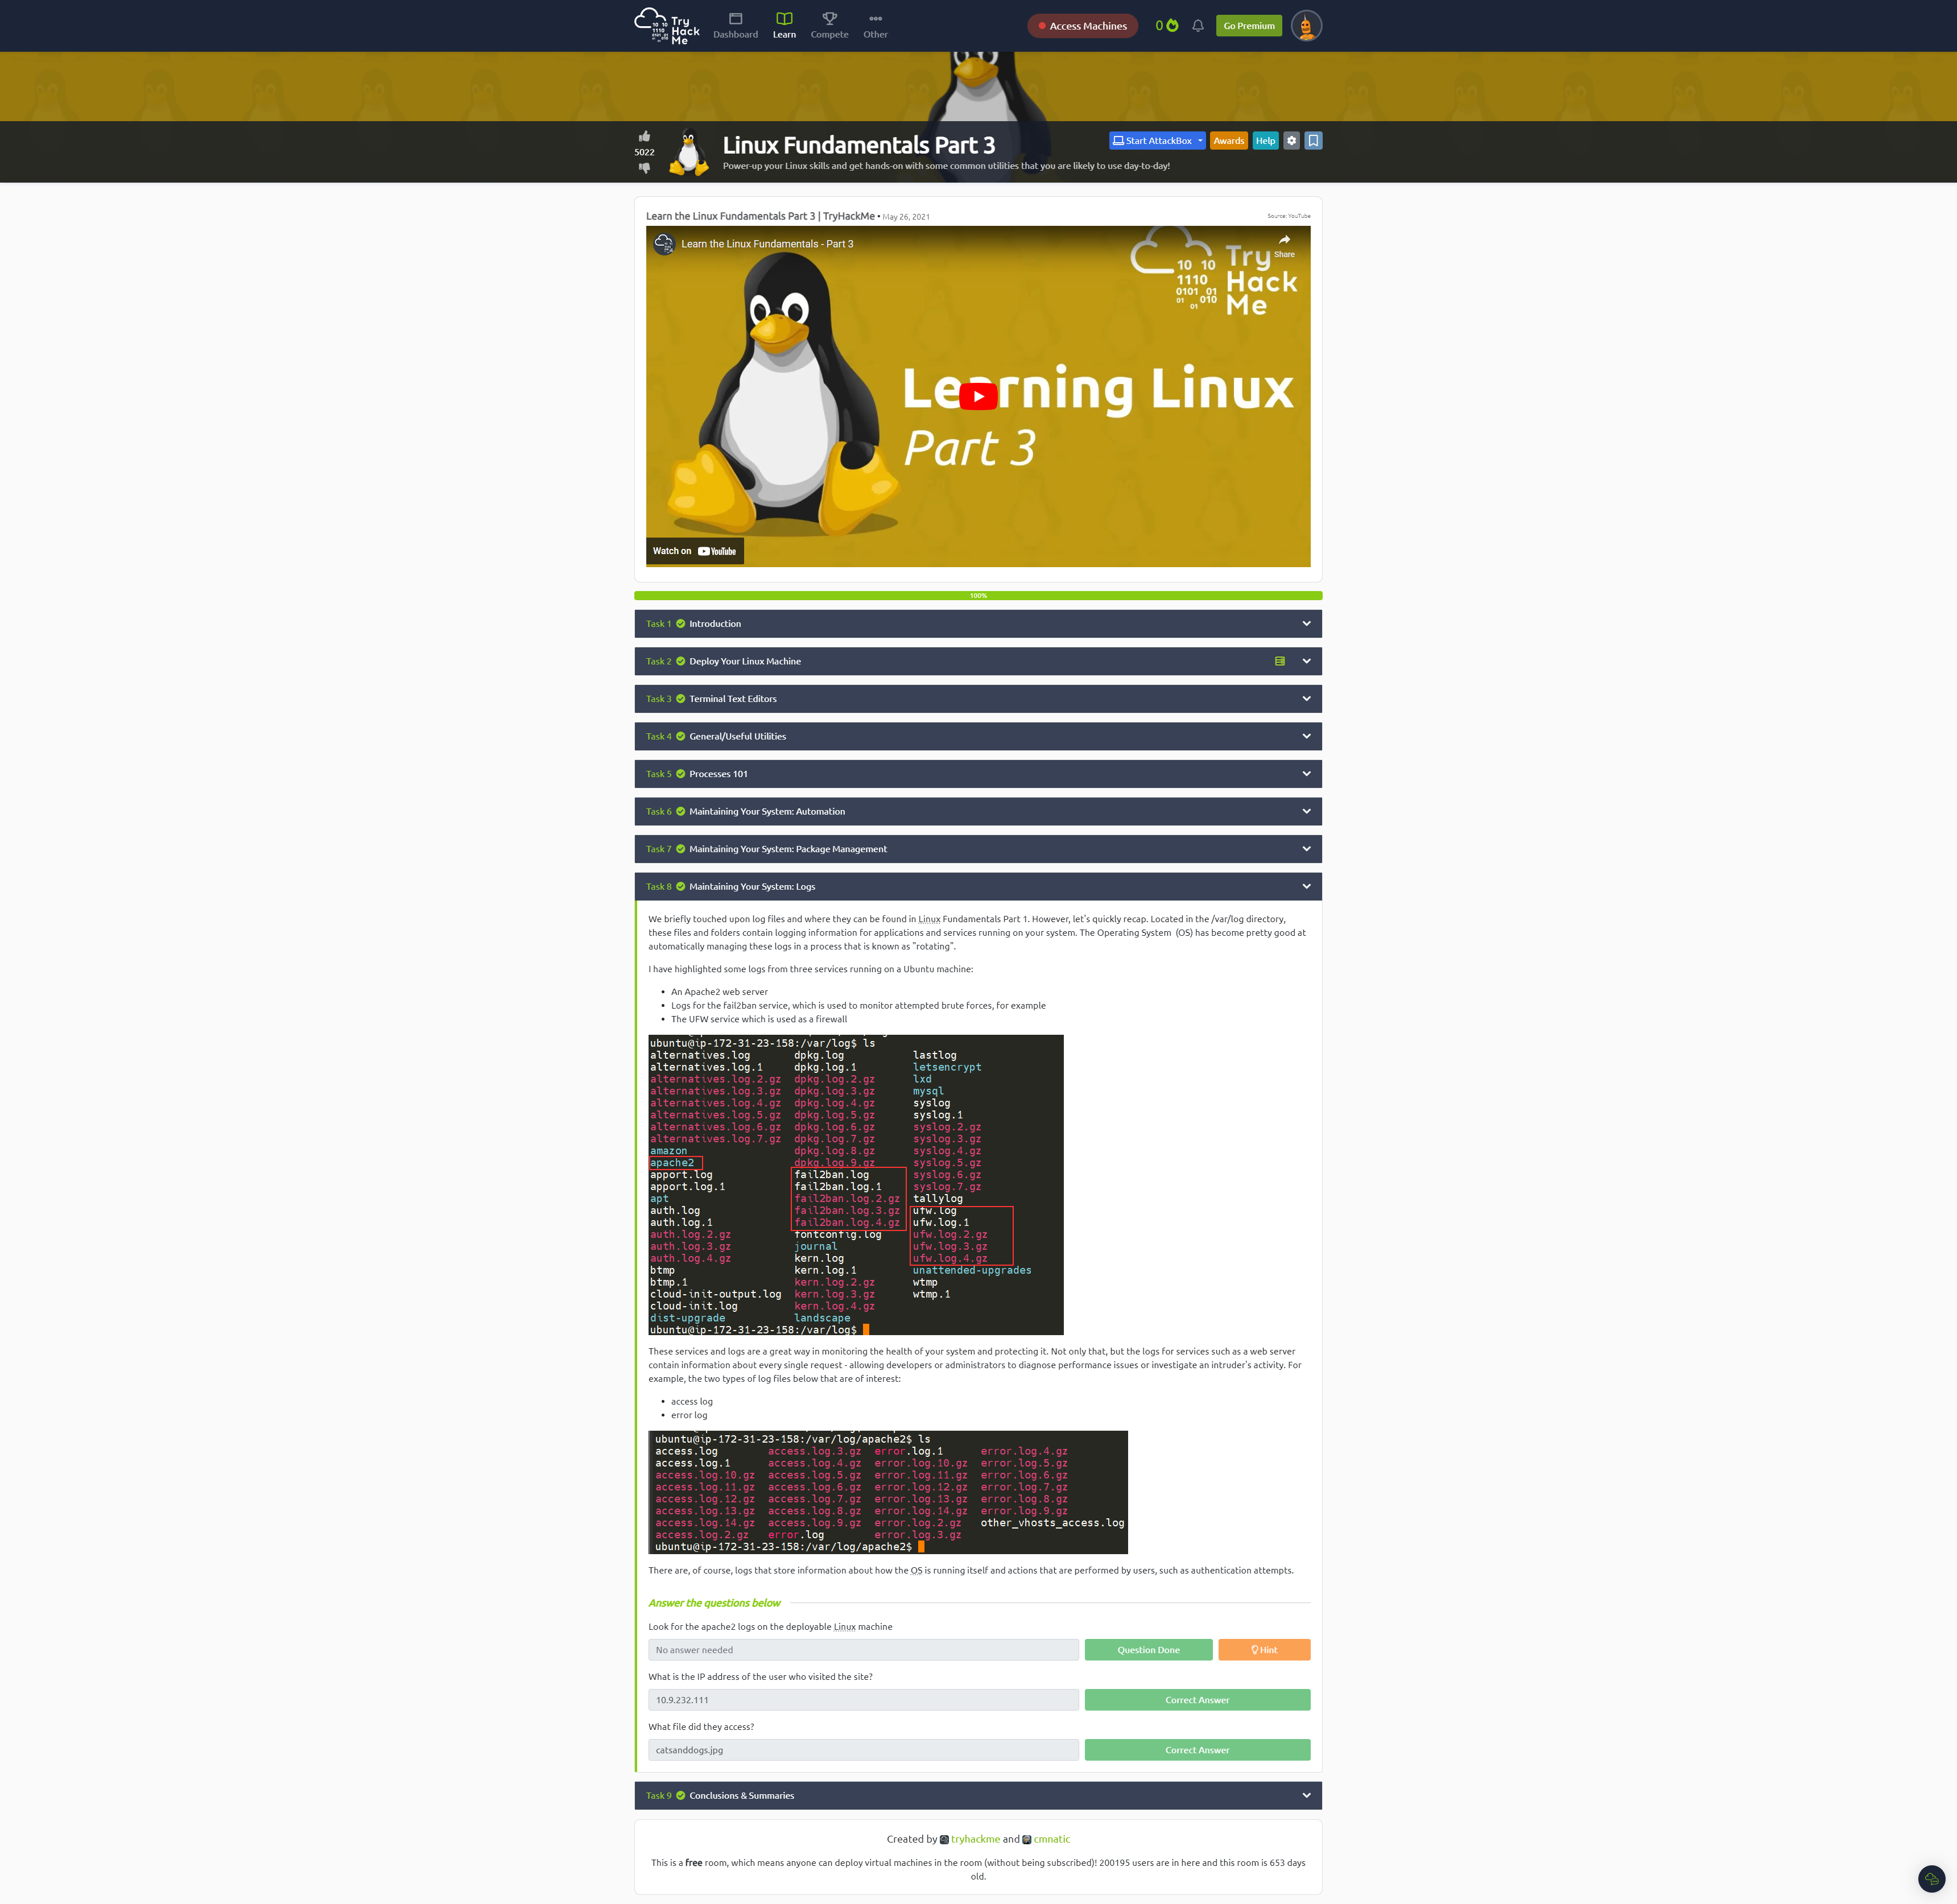 Try Hack Me
Dashboard
Learn
Compete
Other
Access Machines
0
Go Premium
5022
Linux Fundamentals Part 3
Power-up your Linux skills and get hands-on with some common utilities that you are likely to use day-to-day!
Start AttackBox
Awards
Help
Learn the Linux Fundamentals Part 3 | TryHackMe • May 26, 2021
Source: YouTube
Learn the Linux Fundamentals - Part 3
Share
10 10
1110
0101 01
01 010
Try
Hack
Me
Learning Linux
Part 3
Watch on YouTube
100%
Task 1 Introduction
Task 2 Deploy Your Linux Machine
Task 3 Terminal Text Editors
Task 4 General/Useful Utilities
Task 5 Processes 101
Task 6 Maintaining Your System: Automation
Task 7 Maintaining Your System: Package Management
Task 8 Maintaining Your System: Logs
We briefly touched upon log files and where they can be found in Linux Fundamentals Part 1. However, let's quickly recap. Located in the /var/log directory,
these files and folders contain logging information for applications and services running on your system. The Operating System (OS) has become pretty good at
automatically managing these logs in a process that is known as "rotating".
I have highlighted some logs from three services running on a Ubuntu machine:
• An Apache2 web server
• Logs for the fail2ban service, which is used to monitor attempted brute forces, for example
• The UFW service which is used as a firewall
ubuntu@ip-172-31-23-158:/var/log$ ls
alternatives.log dpkg.log lastlog
alternatives.log.1 dpkg.log.1 letsencrypt
alternatives.log.2.gz dpkg.log.2.gz lxd
alternatives.log.3.gz dpkg.log.3.gz mysql
alternatives.log.4.gz dpkg.log.4.gz syslog
alternatives.log.5.gz dpkg.log.5.gz syslog.1
alternatives.log.6.gz dpkg.log.6.gz syslog.2.gz
alternatives.log.7.gz dpkg.log.7.gz syslog.3.gz
amazon dpkg.log.8.gz syslog.4.gz
apache2 dpkg.log.9.gz syslog.5.gz
apport.log fail2ban.log syslog.6.gz
apport.log.1 fail2ban.log.1 syslog.7.gz
apt fail2ban.log.2.gz tallylog
auth.log fail2ban.log.3.gz ufw.log
auth.log.1 fail2ban.log.4.gz ufw.log.1
auth.log.2.gz fontconfig.log ufw.log.2.gz
auth.log.3.gz journal ufw.log.3.gz
auth.log.4.gz kern.log ufw.log.4.gz
btmp kern.log.1 unattended-upgrades
btmp.1 kern.log.2.gz wtmp
cloud-init-output.log kern.log.3.gz wtmp.1
cloud-init.log kern.log.4.gz
dist-upgrade landscape
ubuntu@ip-172-31-23-158:/var/log$
These services and logs are a great way in monitoring the health of your system and protecting it. Not only that, but the logs for services such as a web server
contain information about every single request - allowing developers or administrators to diagnose performance issues or investigate an intruder's activity. For
example, the two types of log files below that are of interest:
• access log
• error log
ubuntu@ip-172-31-23-158:/var/log/apache2$ ls
access.log access.log.3.gz error.log.1 error.log.4.gz
access.log.1 access.log.4.gz error.log.10.gz error.log.5.gz
access.log.10.gz access.log.5.gz error.log.11.gz error.log.6.gz
access.log.11.gz access.log.6.gz error.log.12.gz error.log.7.gz
access.log.12.gz access.log.7.gz error.log.13.gz error.log.8.gz
access.log.13.gz access.log.8.gz error.log.14.gz error.log.9.gz
access.log.14.gz access.log.9.gz error.log.2.gz other_vhosts_access.log
access.log.2.gz error.log error.log.3.gz
ubuntu@ip-172-31-23-158:/var/log/apache2$
There are, of course, logs that store information about how the OS is running itself and actions that are performed by users, such as authentication attempts.
Answer the questions below
Look for the apache2 logs on the deployable Linux machine
No answer needed
Question Done
Hint
What is the IP address of the user who visited the site?
10.9.232.111
Correct Answer
What file did they access?
catsanddogs.jpg
Correct Answer
Task 9 Conclusions & Summaries
Created by tryhackme and cmnatic
This is a free room, which means anyone can deploy virtual machines in the room (without being subscribed)! 200195 users are in here and this room is 653 days
old.